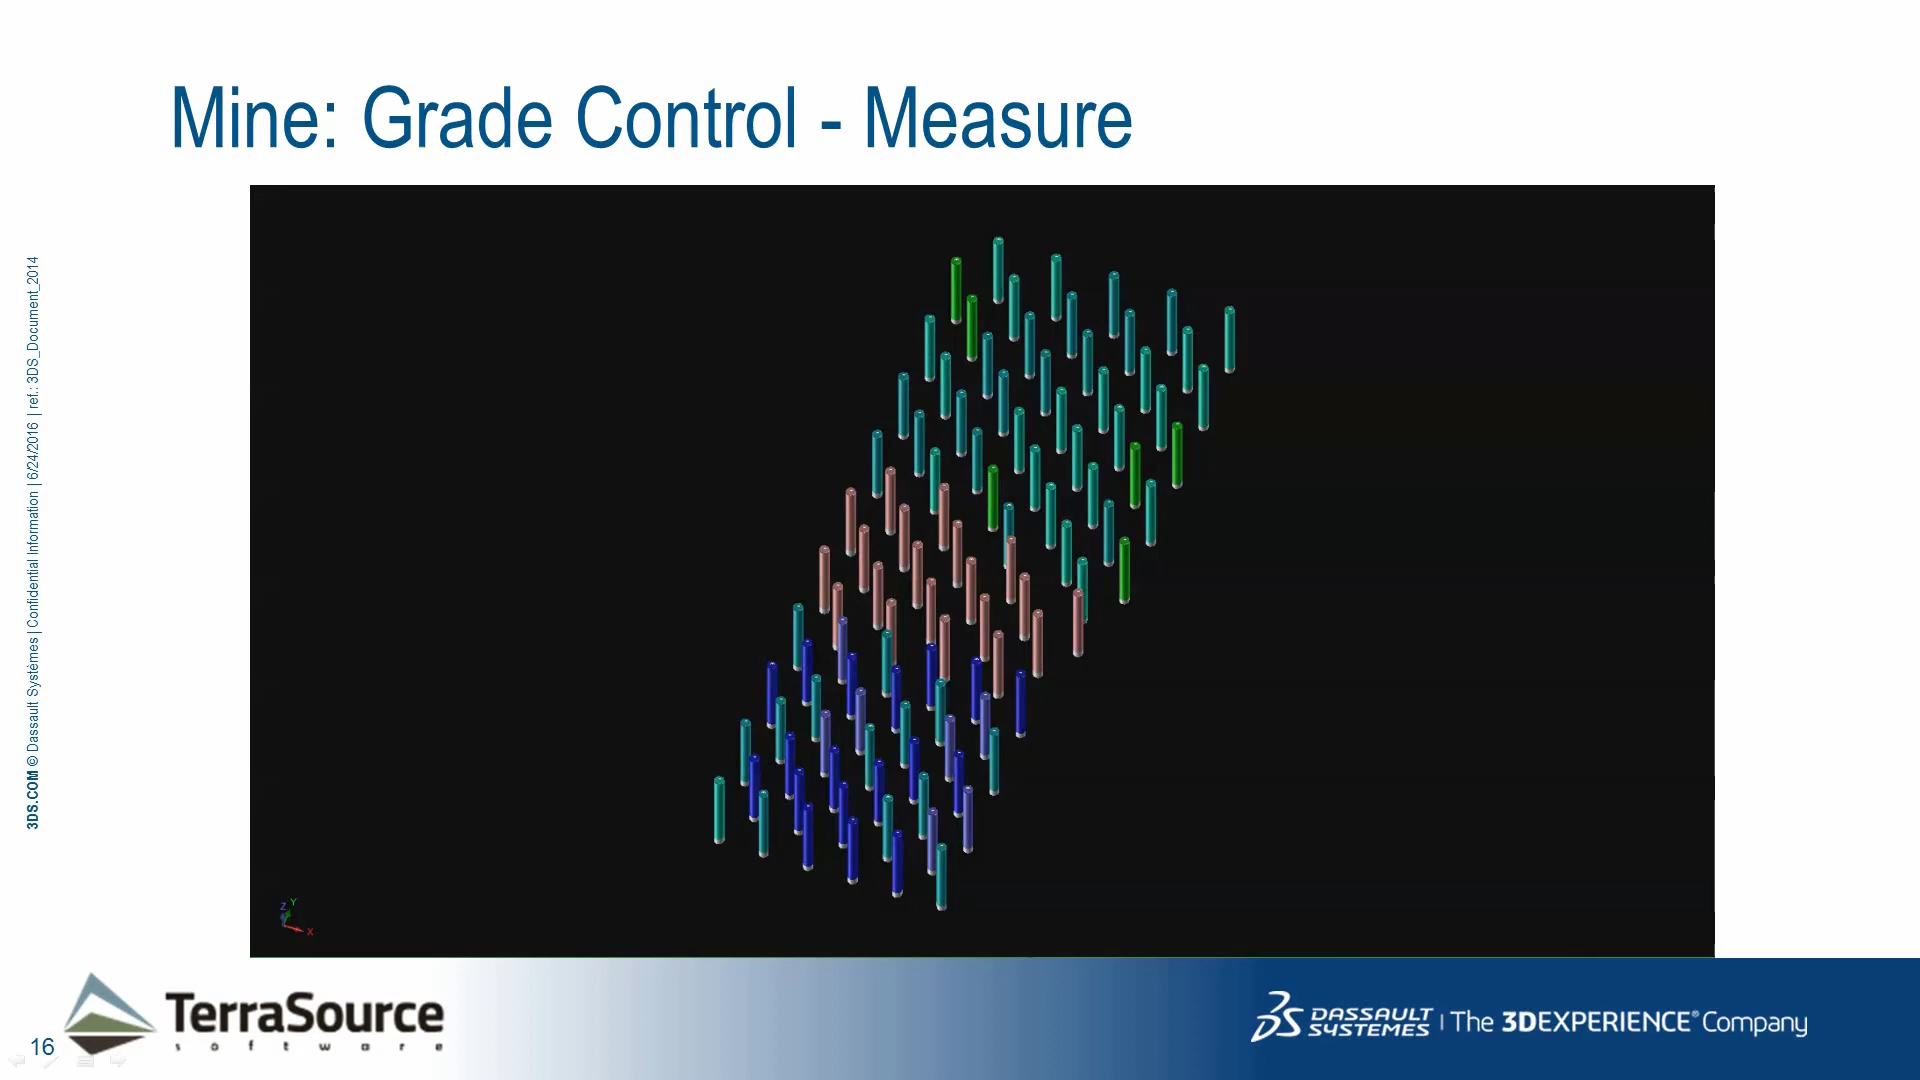 Mine: Grade Control - Measure
3DS.COM © Dassault Systèmes | Confidential Information | 6/24/2016 | ref.: 3DS_Document_2014
Z
Y
X
16
TerraSource
software
3DS DASSAULT SYSTEMES | The 3DEXPERIENCE® Company